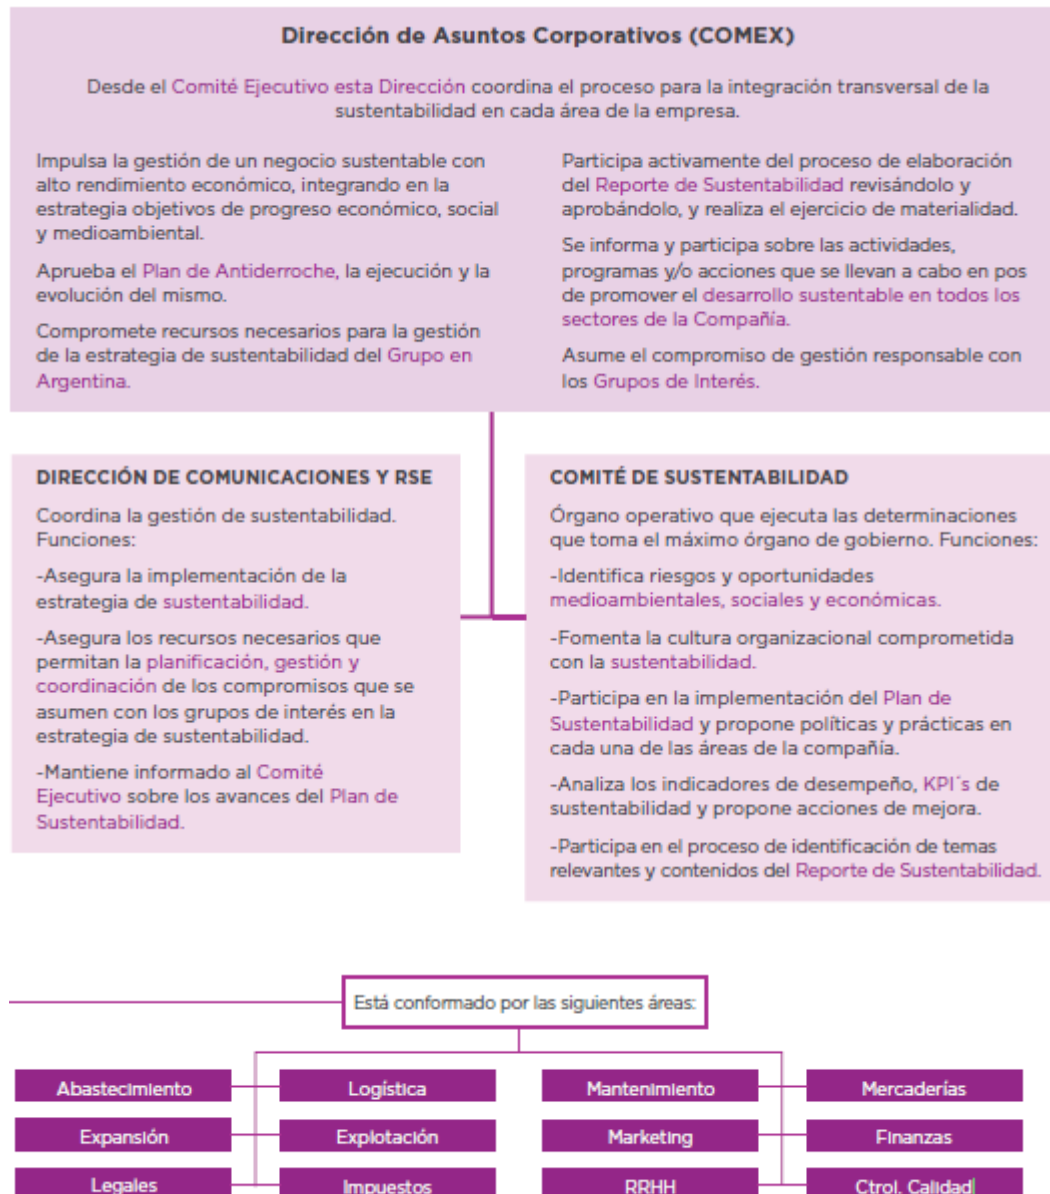 Dirección de Asuntos Corporativos (COMEX)
Desde el Comité Ejecutivo esta Dirección coordina el proceso para la integración transversal de la
sustentabilidad en cada área de la empresa.
Impulsa la gestión de un negocio sustentable con
alto rendimiento económico, integrando en la
estrategia objetivos de progreso económico, social
y medioambiental.
Aprueba el Plan de Antiderroche, la ejecución y la
evolución del mismo.
Compromete recursos necesarios para la gestión
de la estrategia de sustentabilidad del Grupo en
Argentina.
Participa activamente del proceso de elaboración
del Reporte de Sustentabilidad revisándolo y
aprobándolo, y realiza el ejercicio de materialidad.
Se informa y participa sobre las actividades,
programas y/o acciones que se llevan a cabo en pos
de promover el desarrollo sustentable en todos los
sectores de la Compañía.
Asume el compromiso de gestión responsable con
los Grupos de Interés.
DIRECCIÓN DE COMUNICACIONES Y RSE
Coordina la gestión de sustentabilidad.
Funciones:
-Asegura la implementación de la
estrategia de sustentabilidad.
-Asegura los recursos necesarios que
permitan la planificación, gestión y
coordinación de los compromisos que se
asumen con los grupos de interés en la
estrategia de sustentabilidad.
-Mantiene informado al Comité
Ejecutivo sobre los avances del Plan de
Sustentabilidad.
COMITÉ DE SUSTENTABILIDAD
Órgano operativo que ejecuta las determinaciones
que toma el máximo órgano de gobierno. Funciones:
-Identifica riesgos y oportunidades
medioambientales, sociales y económicas.
-Fomenta la cultura organizacional comprometida
con la sustentabilidad.
-Participa en la implementación del Plan de
Sustentabilidad y propone políticas y prácticas en
cada una de las áreas de la compañía.
-Analiza los indicadores de desempeño, KPI´s de
sustentabilidad y propone acciones de mejora.
-Participa en el proceso de identificación de temas
relevantes y contenidos del Reporte de Sustentabilidad.
Está conformado por las siguientes áreas:
Abastecimiento
Logística
Mantenimiento
Mercaderías
Expansión
Explotación
Marketing
Finanzas
Legales
Impuestos
RRHH
Ctrol. Calidad